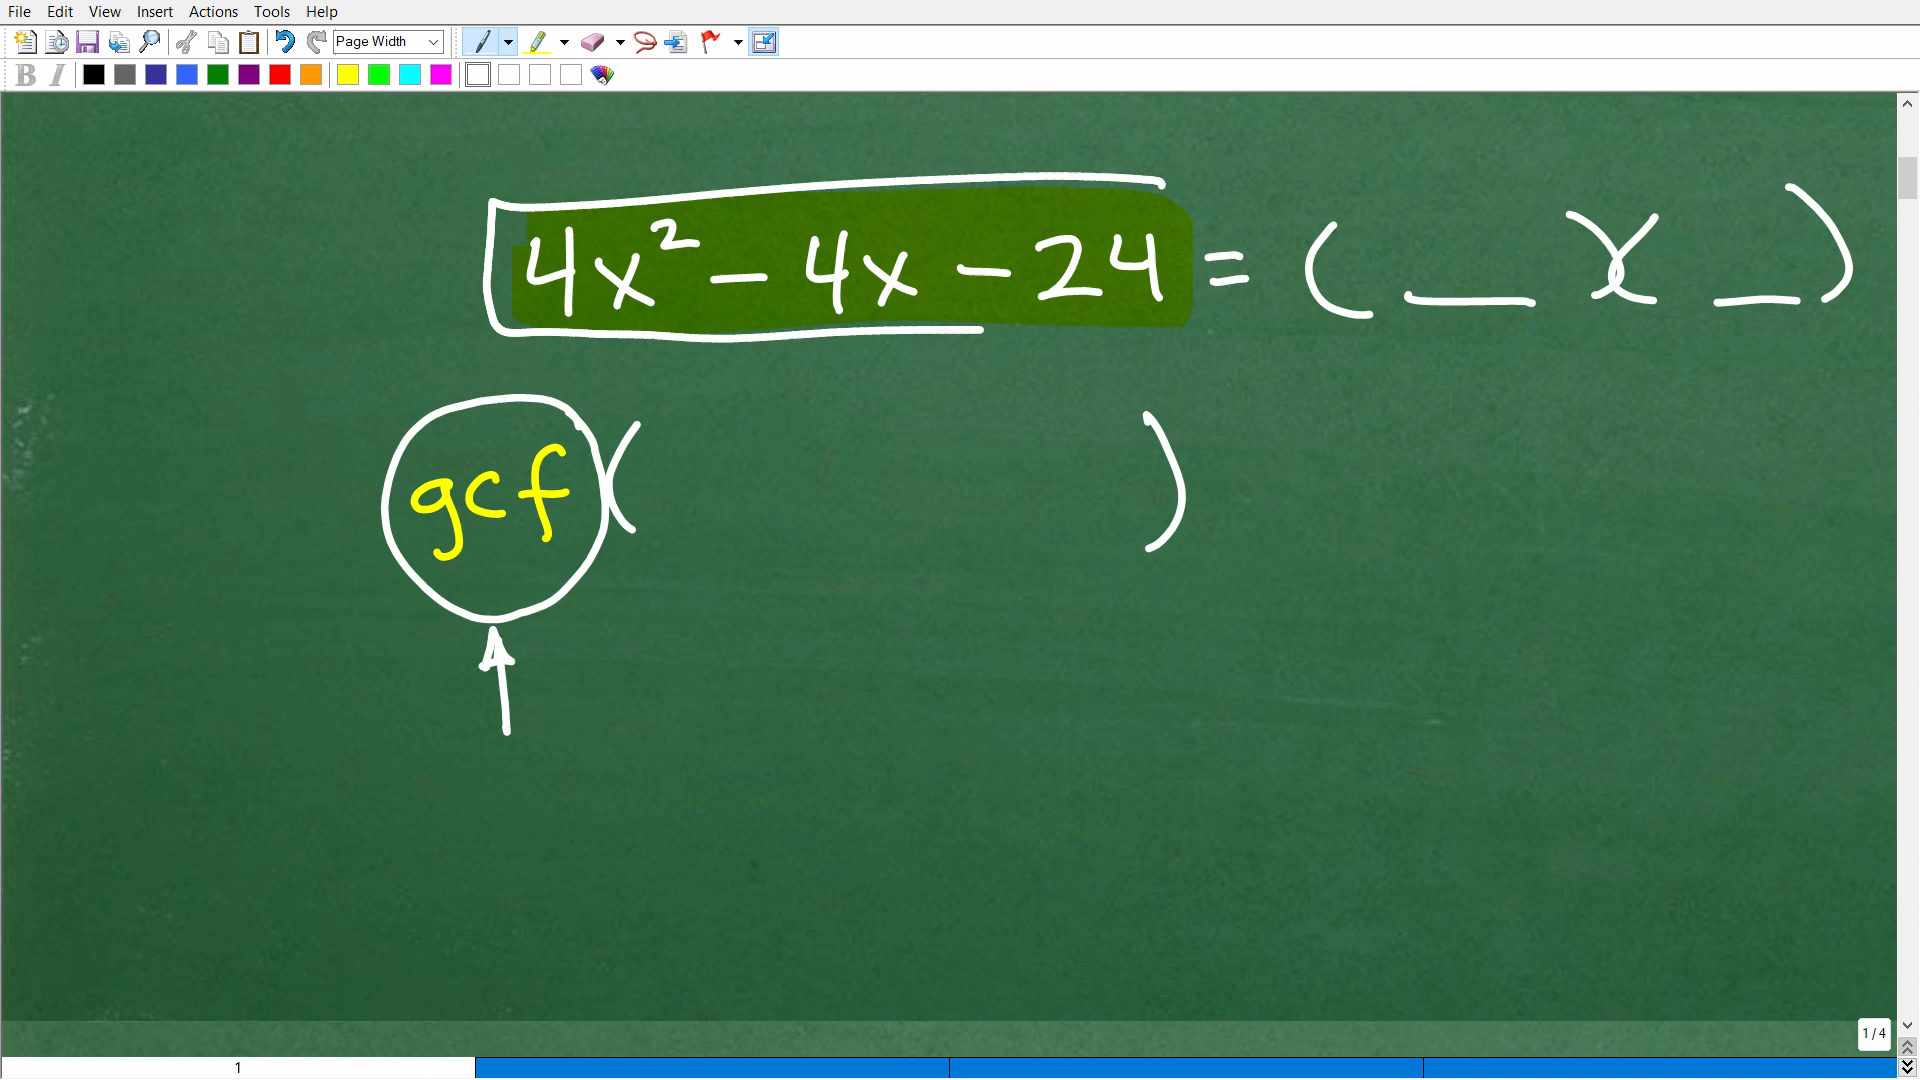 File Edit View Insert Actions Tools Help
Page Width
B I
4x² - 4x - 24 = ( __ )( __ )
gcf ( )
1 / 4
1